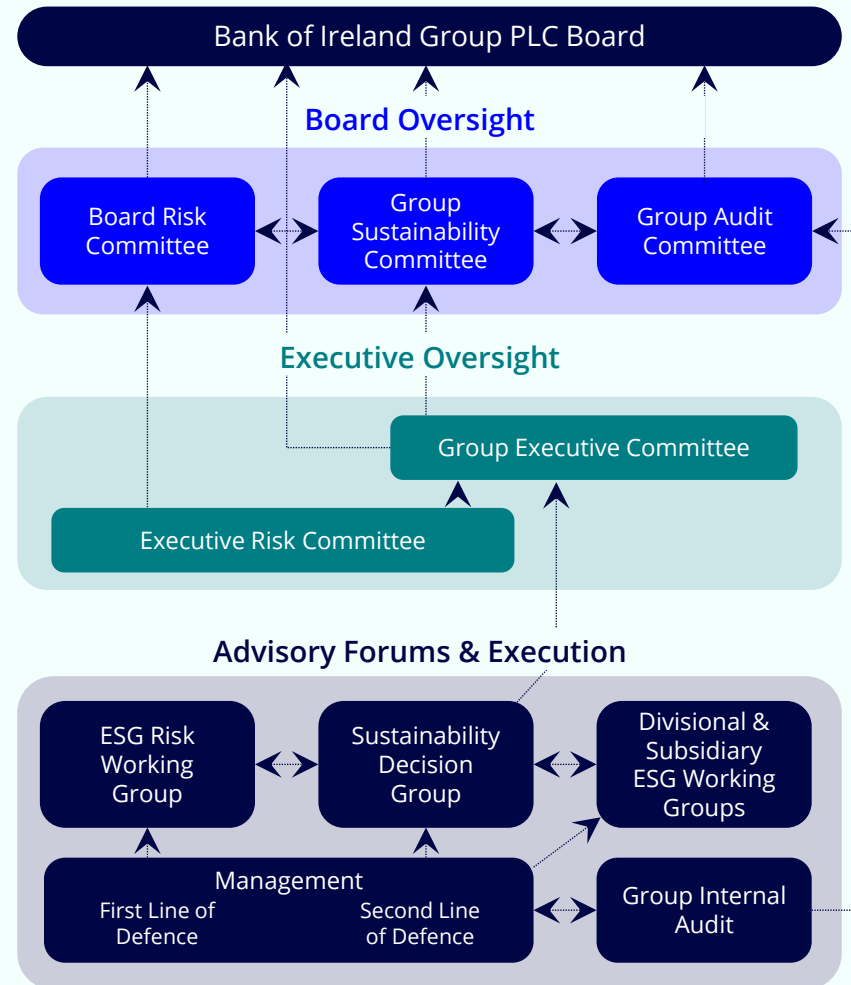 Bank of Ireland Group PLC Board
Board Oversight
Board Risk
Committee
Group
Sustainability
Committee
Group Audit
Committee
Executive Oversight
Group Executive Committee
Executive Risk Committee
Advisory Forums & Execution
ESG Risk
Working
Group
Sustainability
Decision
Group
Divisional &
Subsidiary
ESG Working
Groups
Management
First Line of
Defence
Second Line
of Defence
Group Internal
Audit